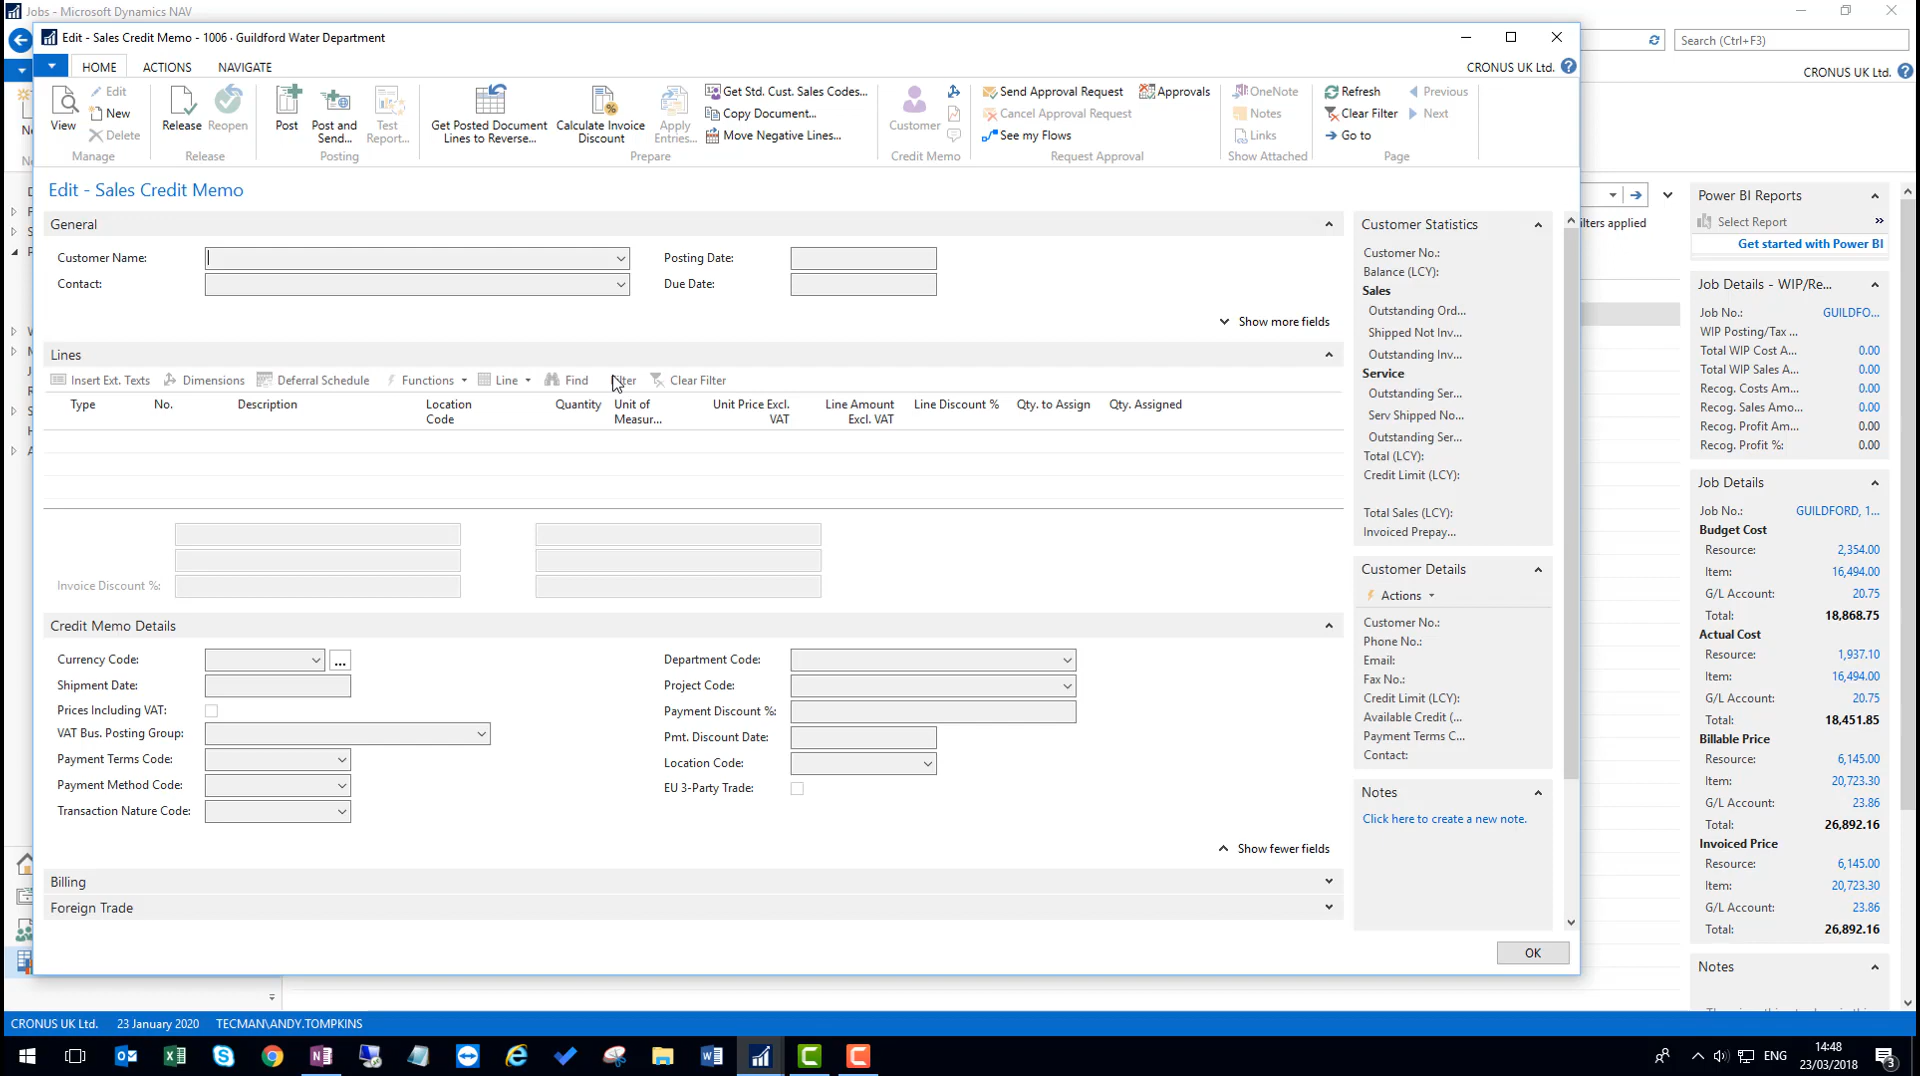 Jobs - Microsoft Dynamics NAV
Edit - Sales Credit Memo - 1006 · Guildford Water Department
Search (Ctrl+F3)
HOME ACTIONS NAVIGATE
CRONUS UK Ltd.
CRONUS UK Ltd.
View
Edit
New
Delete
Manage
Release
Reopen
Release
Post
Post and Send...
Test Report...
Posting
Get Posted Document Lines to Reverse...
Calculate Invoice Discount
Apply Entries...
Get Std. Cust. Sales Codes...
Copy Document...
Move Negative Lines...
Prepare
Customer
Credit Memo
Send Approval Request
Approvals
Cancel Approval Request
See my Flows
Request Approval
OneNote
Notes
Links
Show Attached
Refresh
Clear Filter
Go to
Previous
Next
Page
Edit - Sales Credit Memo
General
Customer Name:
Contact:
Posting Date:
Due Date:
Show more fields
Lines
Insert Ext. Texts Dimensions Deferral Schedule Functions Line Find Filter Clear Filter
Type No. Description Location Code Quantity Unit of Measur... Unit Price Excl. VAT Line Amount Excl. VAT Line Discount % Qty. to Assign Qty. Assigned
Invoice Discount %:
Credit Memo Details
Currency Code:
...
Shipment Date:
Prices Including VAT:
VAT Bus. Posting Group:
Payment Terms Code:
Payment Method Code:
Transaction Nature Code:
Department Code:
Project Code:
Payment Discount %:
Pmt. Discount Date:
Location Code:
EU 3-Party Trade:
Show fewer fields
Billing
Foreign Trade
Customer Statistics
Customer No.:
Balance (LCY):
Sales
Outstanding Ord...
Shipped Not Inv...
Outstanding Inv...
Service
Outstanding Ser...
Serv Shipped No...
Outstanding Ser...
Total (LCY):
Credit Limit (LCY):
Total Sales (LCY):
Invoiced Prepay...
Customer Details
Actions
Customer No.:
Phone No.:
Email:
Fax No.:
Credit Limit (LCY):
Available Credit (...
Payment Terms C...
Contact:
Notes
Click here to create a new note.
OK
Power BI Reports
Select Report
Get started with Power BI
Job Details - WIP/Re...
Job No.: GUILDFO...
WIP Posting/Tax ...
Total WIP Cost A... 0.00
Total WIP Sales A... 0.00
Recog. Costs Am... 0.00
Recog. Sales Amo... 0.00
Recog. Profit Am... 0.00
Recog. Profit %: 0.00
Job Details
Job No.: GUILDFORD, 1...
Budget Cost
Resource: 2,354.00
Item: 16,494.00
G/L Account: 20.75
Total: 18,868.75
Actual Cost
Resource: 1,937.10
Item: 16,494.00
G/L Account: 20.75
Total: 18,451.85
Billable Price
Resource: 6,145.00
Item: 20,723.30
G/L Account: 23.86
Total: 26,892.16
Invoiced Price
Resource: 6,145.00
Item: 20,723.30
G/L Account: 23.86
Total: 26,892.16
Notes
CRONUS UK Ltd. 23 January 2020 TECMAN\ANDY.TOMPKINS
ENG
14:48
23/03/2018
3